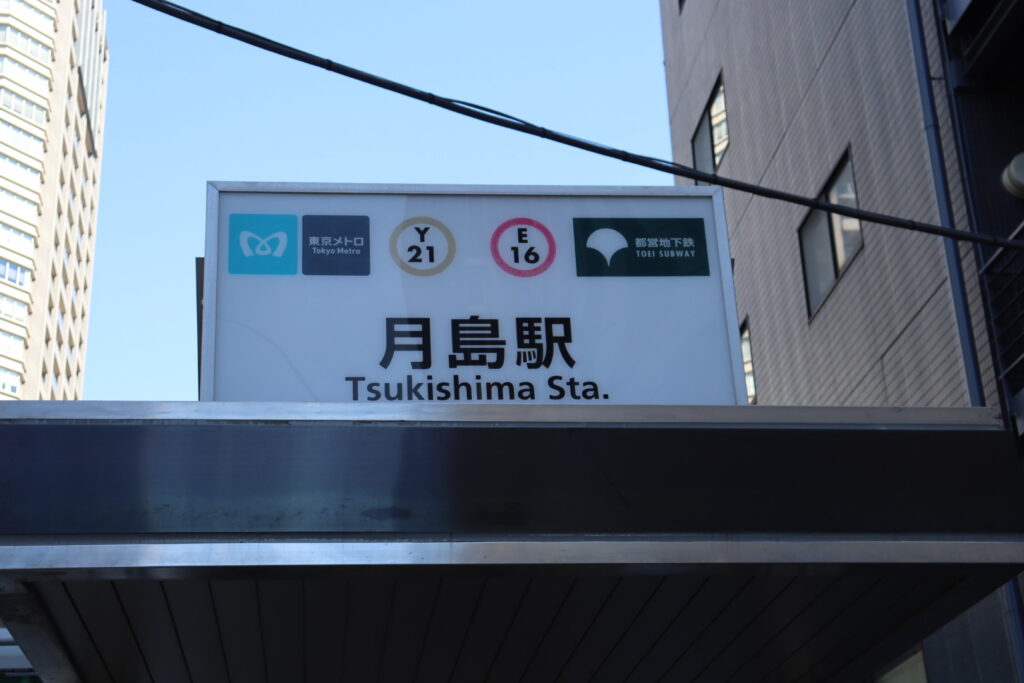 東京メトロ
Tokyo Metro
Y
21
E
16
都営地下鉄
TOEI SUBWAY
月島駅
Tsukishima Sta.